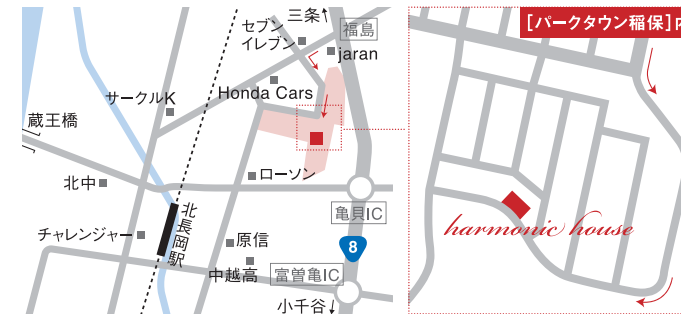 三条↑
セブン
イレブン
福島
jaran
Honda Cars
サークルK
蔵王橋
ローソン
北中
亀貝IC
チャレンジャー
北長岡駅
原信
8
中越高
富曽亀IC
小千谷↓
[パークタウン稲保]内
harmonic house